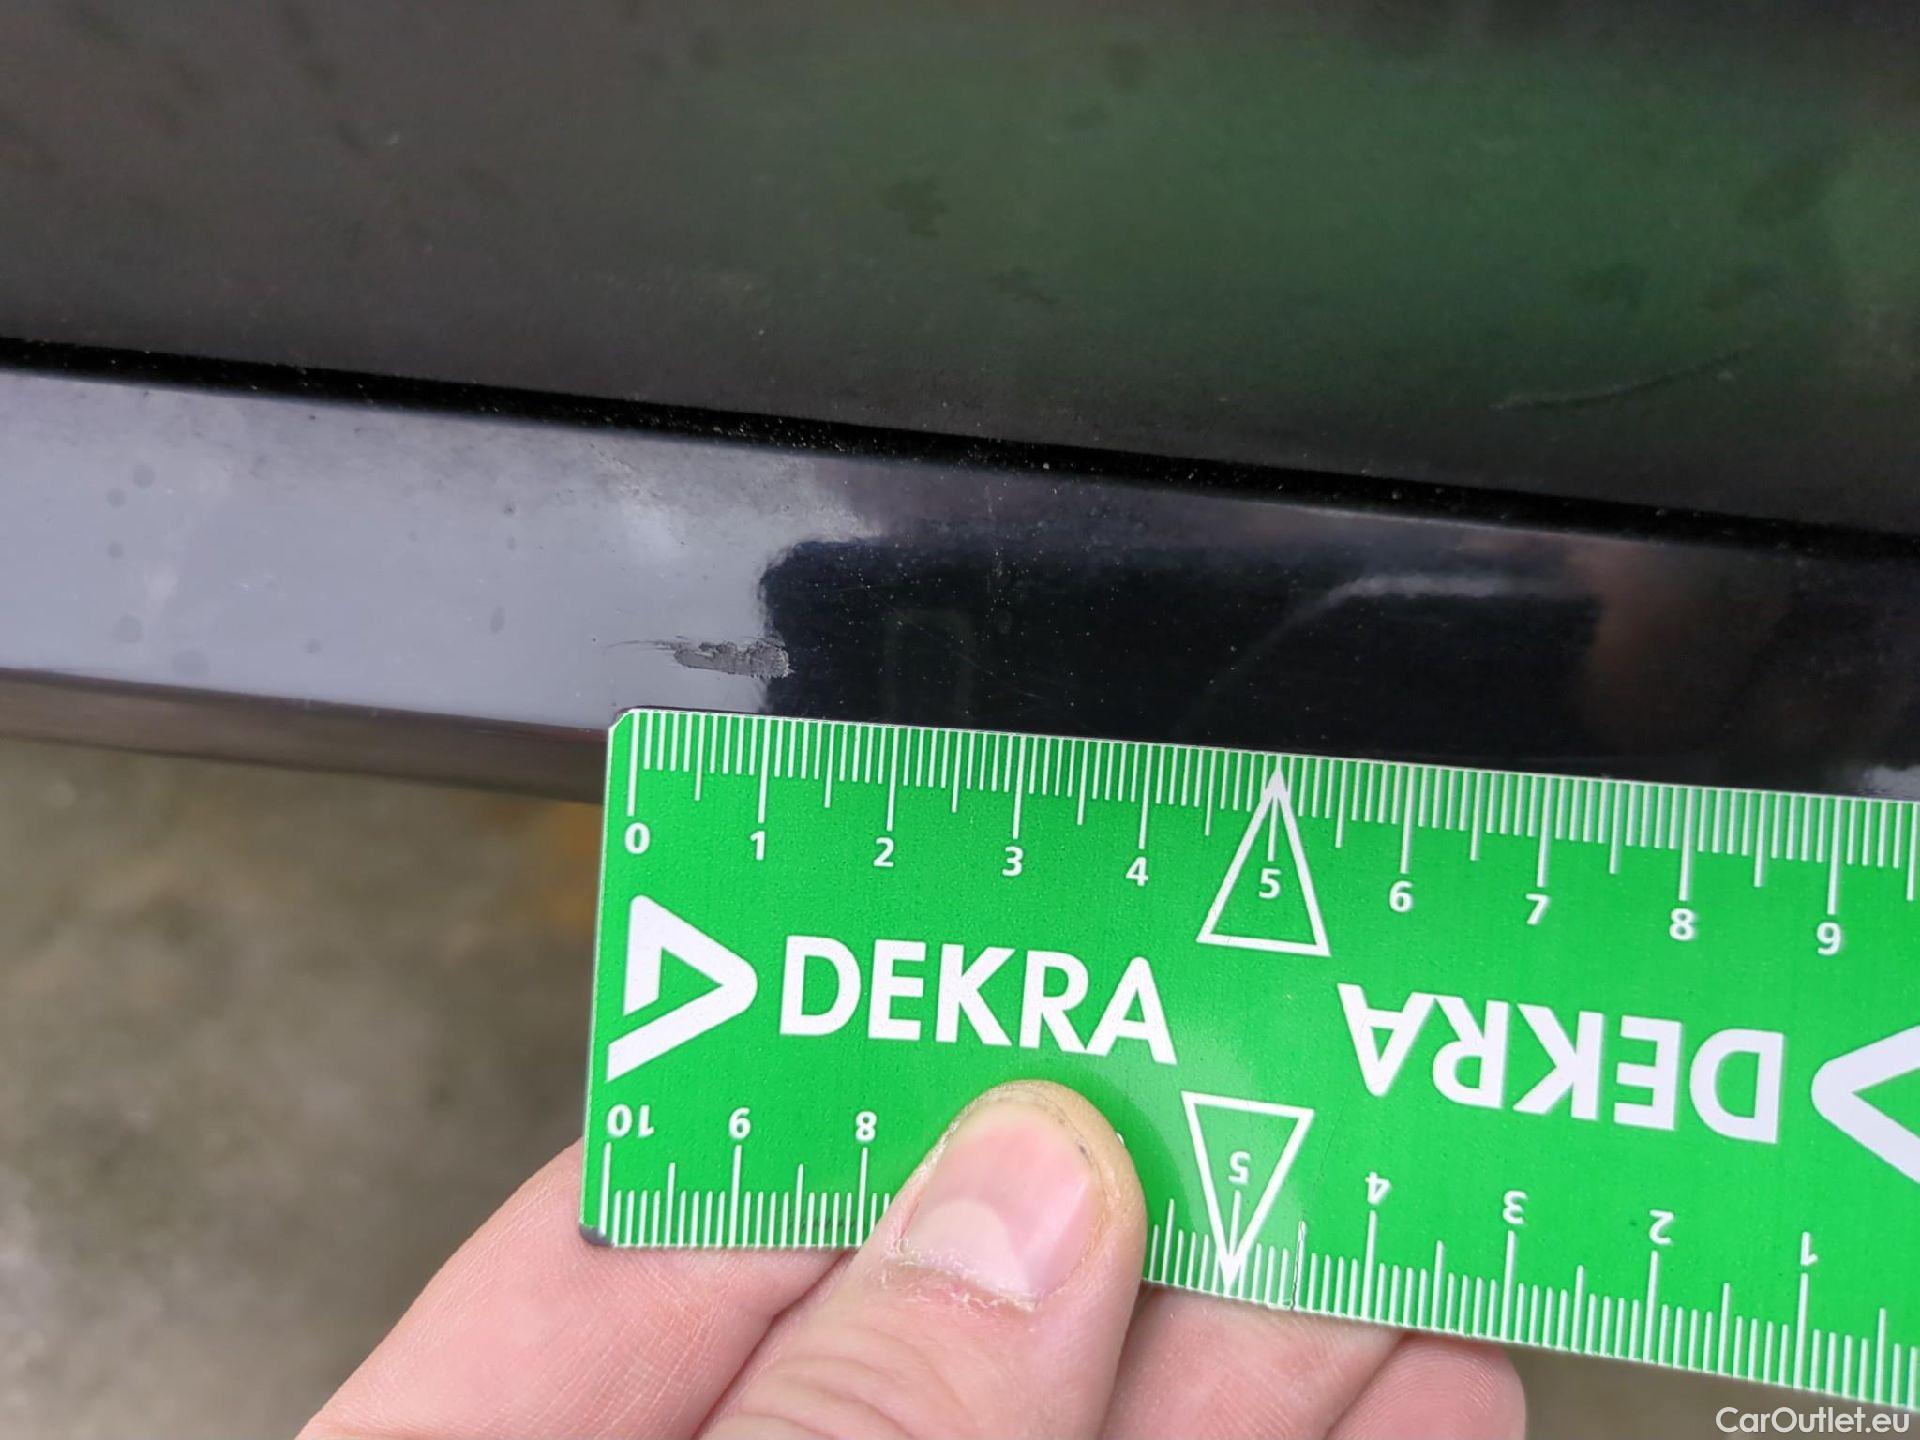 0 1 2 3 4 5 6 7 8 9
DEKRA
DEKRA
10 9 8 5 4 3 2 1
CarOutlet.eu